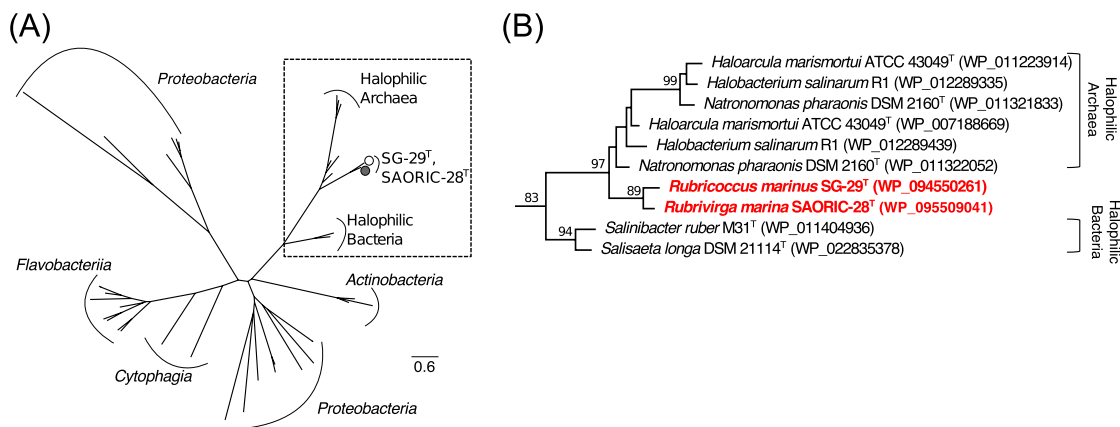 (A)
Proteobacteria
Halophilic
Archaea
SG-29ᵀ,
SAORIC-28ᵀ
Halophilic
Bacteria
Flavobacteriia
Actinobacteria
Cytophagia
0.6
Proteobacteria
(B)
Haloarcula marismortui ATCC 43049ᵀ (WP_011223914)
99
Halobacterium salinarum R1 (WP_012289335)
Natronomonas pharaonis DSM 2160ᵀ (WP_011321833)
Haloarcula marismortui ATCC 43049ᵀ (WP_007188669)
Halobacterium salinarum R1 (WP_012289439)
97
Natronomonas pharaonis DSM 2160ᵀ (WP_011322052)
89
Rubricoccus marinus SG-29ᵀ (WP_094550261)
83
Rubrivirga marina SAORIC-28ᵀ (WP_095509041)
94
Salinibacter ruber M31ᵀ (WP_011404936)
Salisaeta longa DSM 21114ᵀ (WP_022835378)
Halophilic
Archaea
Halophilic
Bacteria